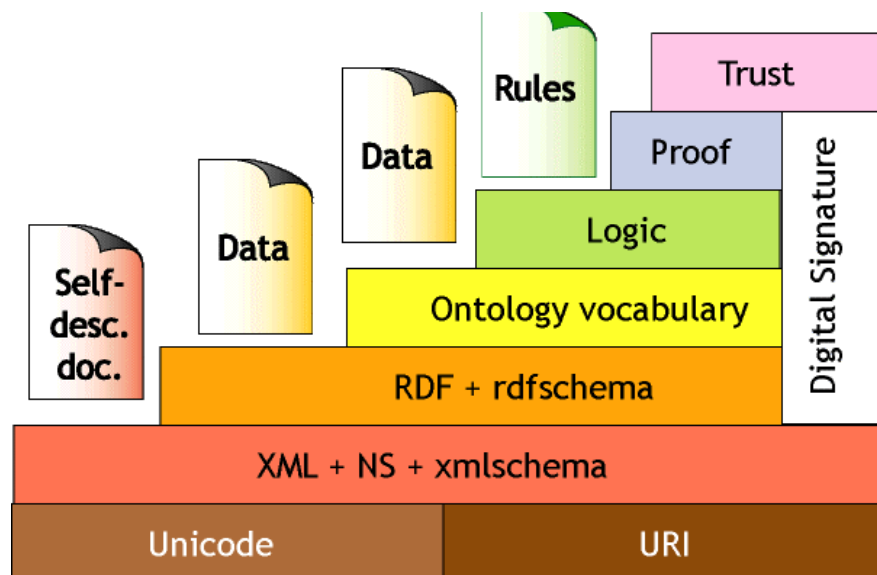 Rules
Trust
Data
Proof
Data
Logic
Self-
desc.
doc.
Ontology vocabulary
Digital Signature
RDF + rdfschema
XML + NS + xmlschema
Unicode
URI